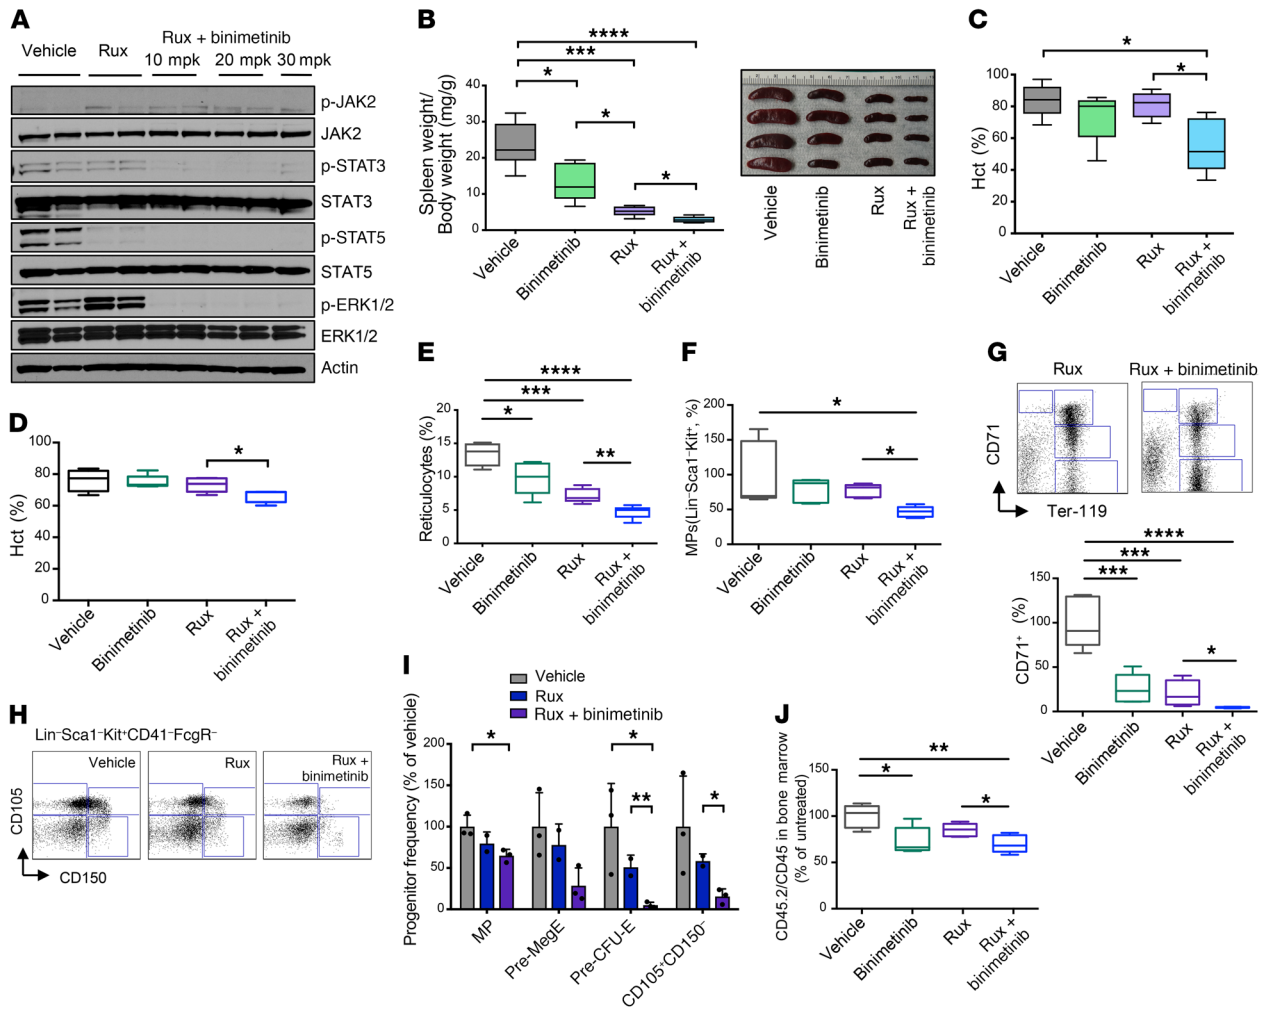 A
Vehicle
Rux
Rux + binimetinib
10 mpk
20 mpk
30 mpk
p-JAK2
JAK2
p-STAT3
STAT3
p-STAT5
STAT5
p-ERK1/2
ERK1/2
Actin
B
****
***
*
*
*
Spleen weight/
Body weight (mg/g)
40
30
20
10
0
Vehicle
Binimetinib
Rux
Rux +
binimetinib
Vehicle
Binimetinib
Rux
Rux +
binimetinib
C
*
*
Hct (%)
100
80
60
40
20
0
Vehicle
Binimetinib
Rux
Rux +
binimetinib
D
*
Hct (%)
100
80
60
40
20
0
Vehicle
Binimetinib
Rux
Rux +
binimetinib
E
****
***
*
**
Reticulocytes (%)
20
15
10
5
0
Vehicle
Binimetinib
Rux
Rux +
binimetinib
F
*
*
MPs(Lin⁻Sca1⁻Kit⁺, %)
200
150
100
50
0
Vehicle
Binimetinib
Rux
Rux +
binimetinib
G
Rux
Rux + binimetinib
CD71
Ter-119
****
***
***
*
CD71⁺ (%)
150
100
50
0
Vehicle
Binimetinib
Rux
Rux +
binimetinib
H
Lin⁻Sca1⁻Kit⁺CD41⁻FcgR⁻
Vehicle
Rux
Rux +
binimetinib
CD105
CD150
I
Vehicle
Rux
Rux + binimetinib
*
*
**
*
Progenitor frequency (% of vehicle)
200
150
100
50
0
MP
Pre-MegE
Pre-CFU-E
CD105⁺CD150⁻
J
**
*
*
CD45.2/CD45 in bone marrow
(% of untreated)
150
100
50
0
Vehicle
Binimetinib
Rux
Rux +
binimetinib